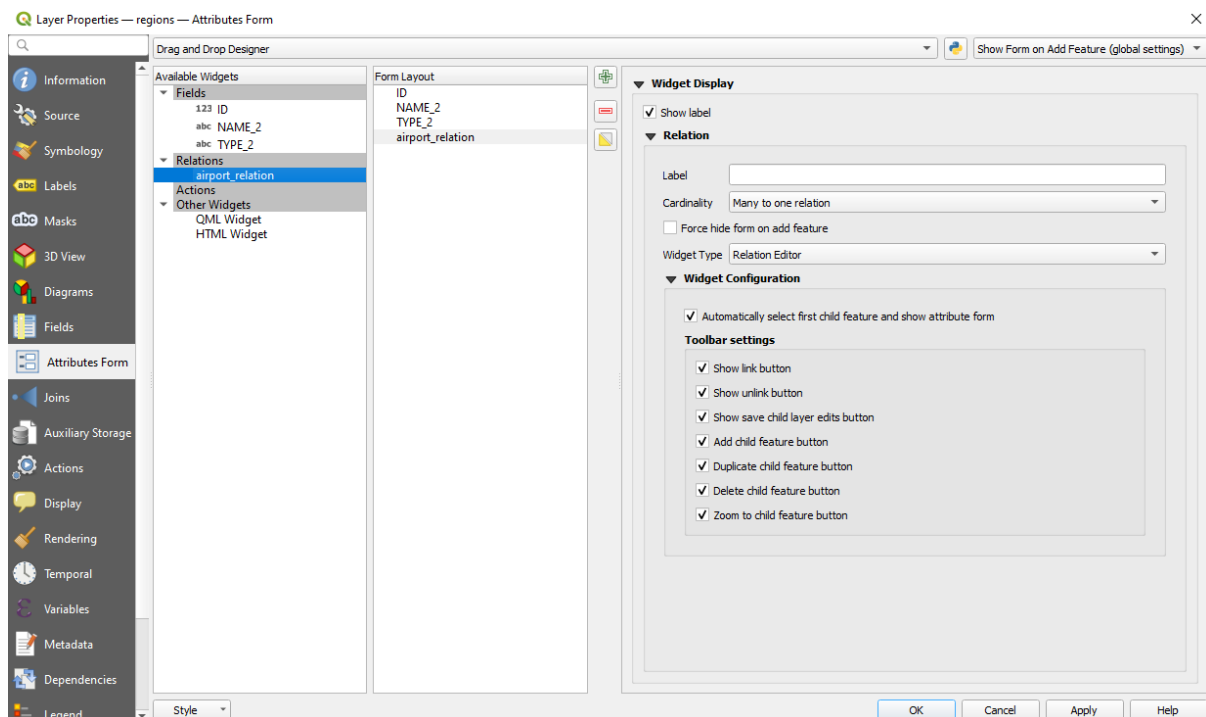 Layer Properties — regions — Attributes Form
Drag and Drop Designer
Show Form on Add Feature (global settings)
Information
Source
Symbology
abc Labels
abc Masks
3D View
Diagrams
Fields
Attributes Form
Joins
Auxiliary Storage
Actions
Display
Rendering
Temporal
Variables
Metadata
Dependencies
Legend
Available Widgets
Fields
123 ID
abc NAME_2
abc TYPE_2
Relations
airport_relation
Actions
Other Widgets
QML Widget
HTML Widget
Form Layout
ID
NAME_2
TYPE_2
airport_relation
Widget Display
Show label
Relation
Label
Cardinality Many to one relation
Force hide form on add feature
Widget Type Relation Editor
Widget Configuration
Automatically select first child feature and show attribute form
Toolbar settings
Show link button
Show unlink button
Show save child layer edits button
Add child feature button
Duplicate child feature button
Delete child feature button
Zoom to child feature button
Style
OK
Cancel
Apply
Help